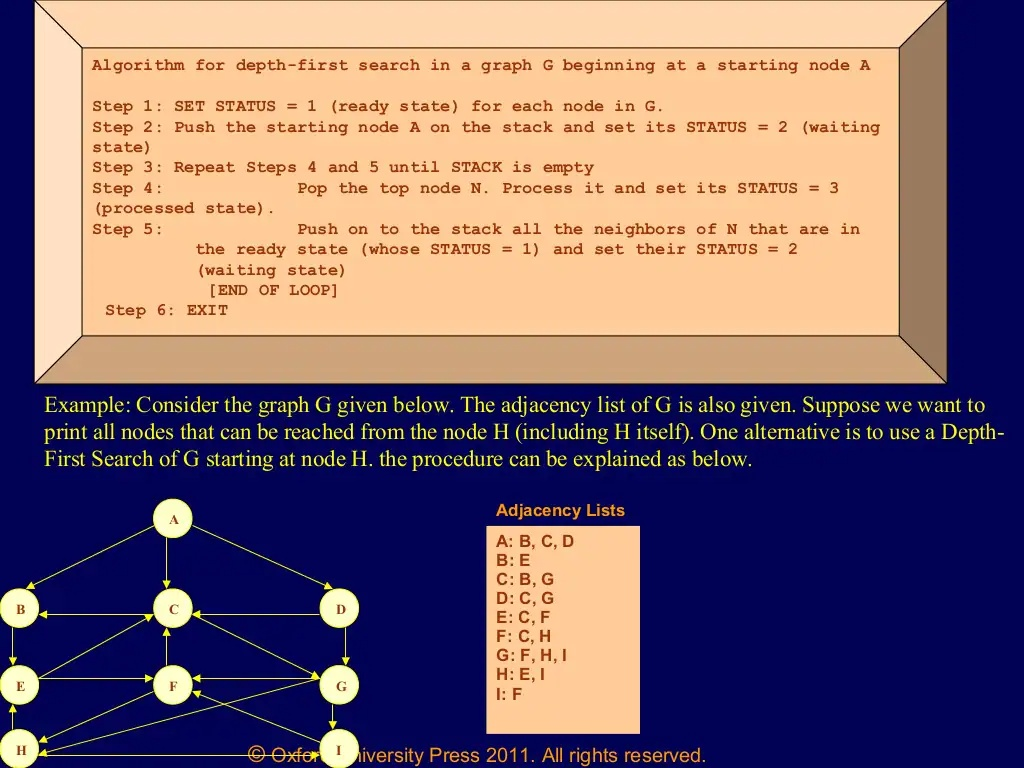 Algorithm for depth-first search in a graph G beginning at a starting node A
Step 1: SET STATUS = 1 (ready state) for each node in G.
Step 2: Push the starting node A on the stack and set its STATUS = 2 (waiting
state)
Step 3: Repeat Steps 4 and 5 until STACK is empty
Step 4: Pop the top node N. Process it and set its STATUS = 3
(processed state).
Step 5: Push on to the stack all the neighbors of N that are in
the ready state (whose STATUS = 1) and set their STATUS = 2
(waiting state)
[END OF LOOP]
Step 6: EXIT
Example: Consider the graph G given below. The adjacency list of G is also given. Suppose we want to
print all nodes that can be reached from the node H (including H itself). One alternative is to use a Depth-
First Search of G starting at node H. the procedure can be explained as below.
A
B C D
E F G
H I
Adjacency Lists
A: B, C, D
B: E
C: B, G
D: C, G
E: C, F
F: C, H
G: F, H, I
H: E, I
I: F
© Oxford University Press 2011. All rights reserved.